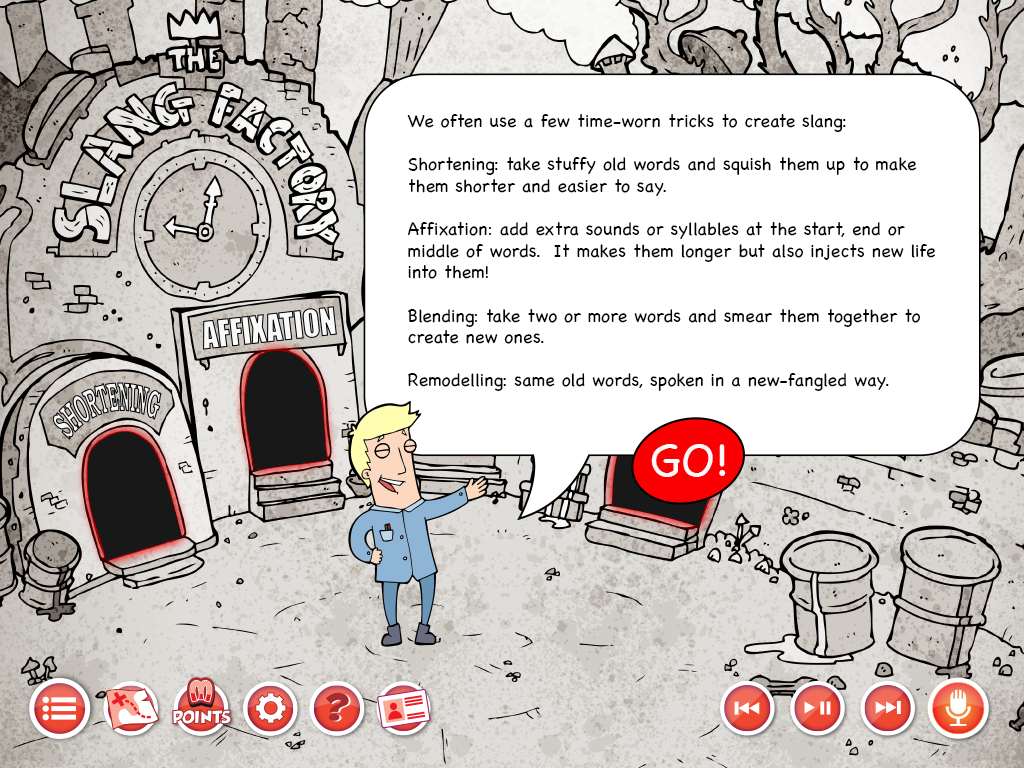 THE
SLANG FACTORY
We often use a few time-worn tricks to create slang:
Shortening: take stuffy old words and squish them up to make
them shorter and easier to say.
Affixation: add extra sounds or syllables at the start, end or
middle of words. It makes them longer but also injects new life
into them!
Blending: take two or more words and smear them together to
create new ones.
Remodelling: same old words, spoken in a new-fangled way.
AFFIXATION
SHORTENING
GO!
POINTS
?